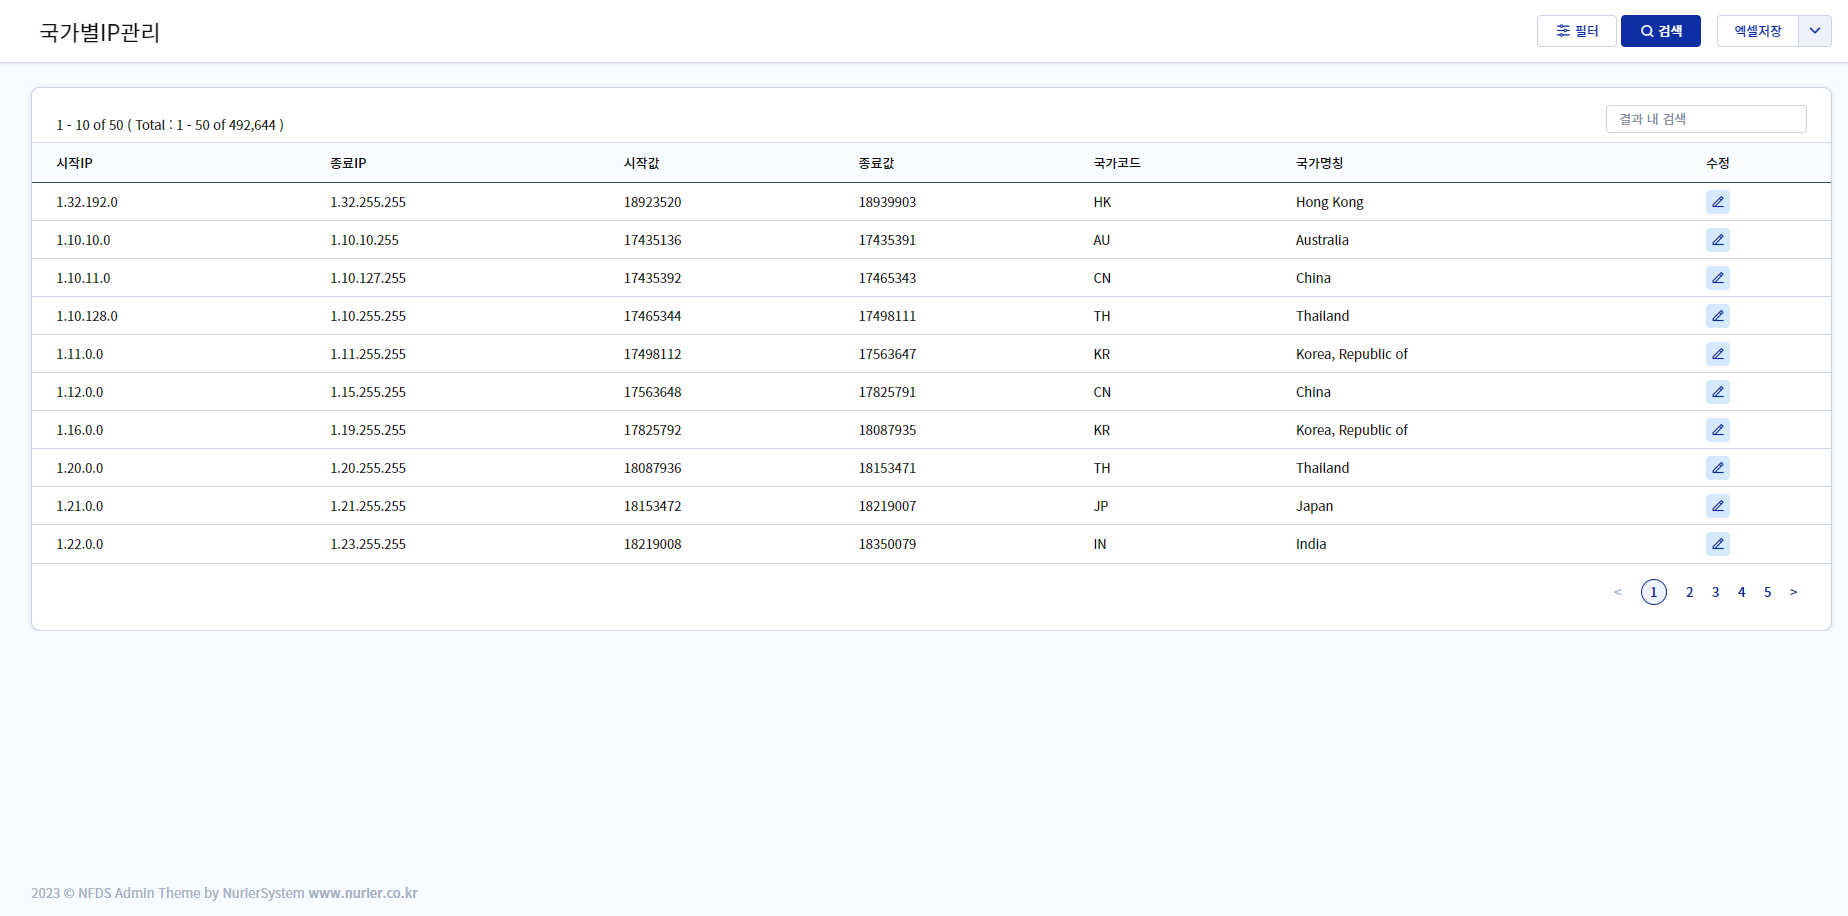 국가별IP관리
필터 검색 엑셀저장
1 - 10 of 50 ( Total : 1 - 50 of 492,644 ) 결과 내 검색
시작IP 종료IP 시작값 종료값 국가코드 국가명칭 수정
1.32.192.0 1.32.255.255 18923520 18939903 HK Hong Kong
1.10.10.0 1.10.10.255 17435136 17435391 AU Australia
1.10.11.0 1.10.127.255 17435392 17465343 CN China
1.10.128.0 1.10.255.255 17465344 17498111 TH Thailand
1.11.0.0 1.11.255.255 17498112 17563647 KR Korea, Republic of
1.12.0.0 1.15.255.255 17563648 17825791 CN China
1.16.0.0 1.19.255.255 17825792 18087935 KR Korea, Republic of
1.20.0.0 1.20.255.255 18087936 18153471 TH Thailand
1.21.0.0 1.21.255.255 18153472 18219007 JP Japan
1.22.0.0 1.23.255.255 18219008 18350079 IN India
< 1 2 3 4 5 >
2023 © NFDS Admin Theme by NurierSystem www.nurier.co.kr